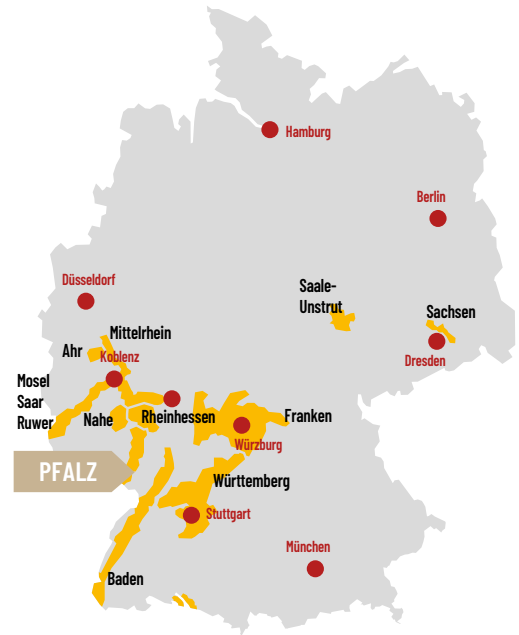 Hamburg
Berlin
Düsseldorf
Saale-
Unstrut
Sachsen
Mittelrhein
Ahr
Koblenz
Dresden
Mosel
Saar
Ruwer
Nahe
Rheinhessen
Franken
Würzburg
PFALZ
Württemberg
Stuttgart
München
Baden